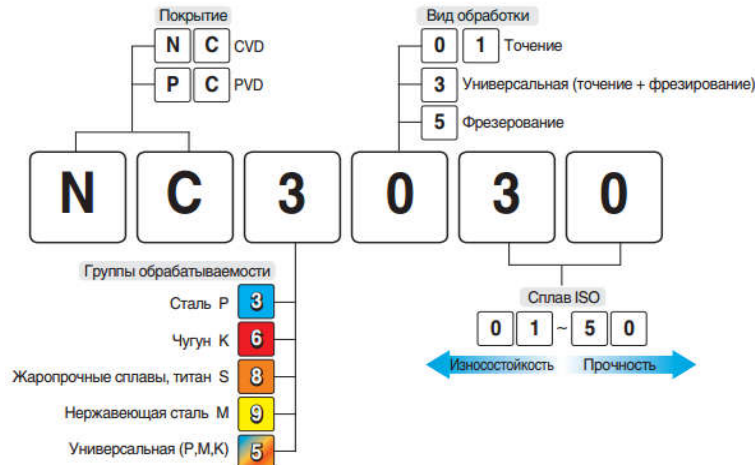 Покрытие
N C CVD
P C PVD
Вид обработки
0 1 Точение
3 Универсальная (точение + фрезирование)
5 Фрезерование
N C 3 0 3 0
Группы обрабатываемости
Сталь P 3
Чугун K 6
Жаропрочные сплавы, титан S 8
Нержавеющая сталь M 9
Универсальная (P,M,K) 5
Сплав ISO
0 1 ~ 5 0
Износостойкость Прочность